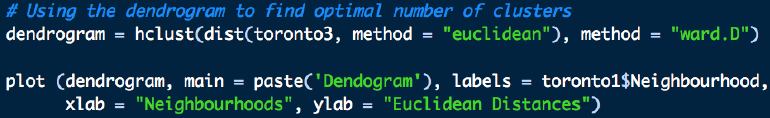 # Using the dendrogram to find optimal number of clusters
dendrogram = hclust(dist(toronto3, method = "euclidean"), method = "ward.D")
plot (dendrogram, main = paste('Dendogram'), labels = toronto1$Neighbourhood,
xlab = "Neighbourhoods", ylab = "Euclidean Distances")